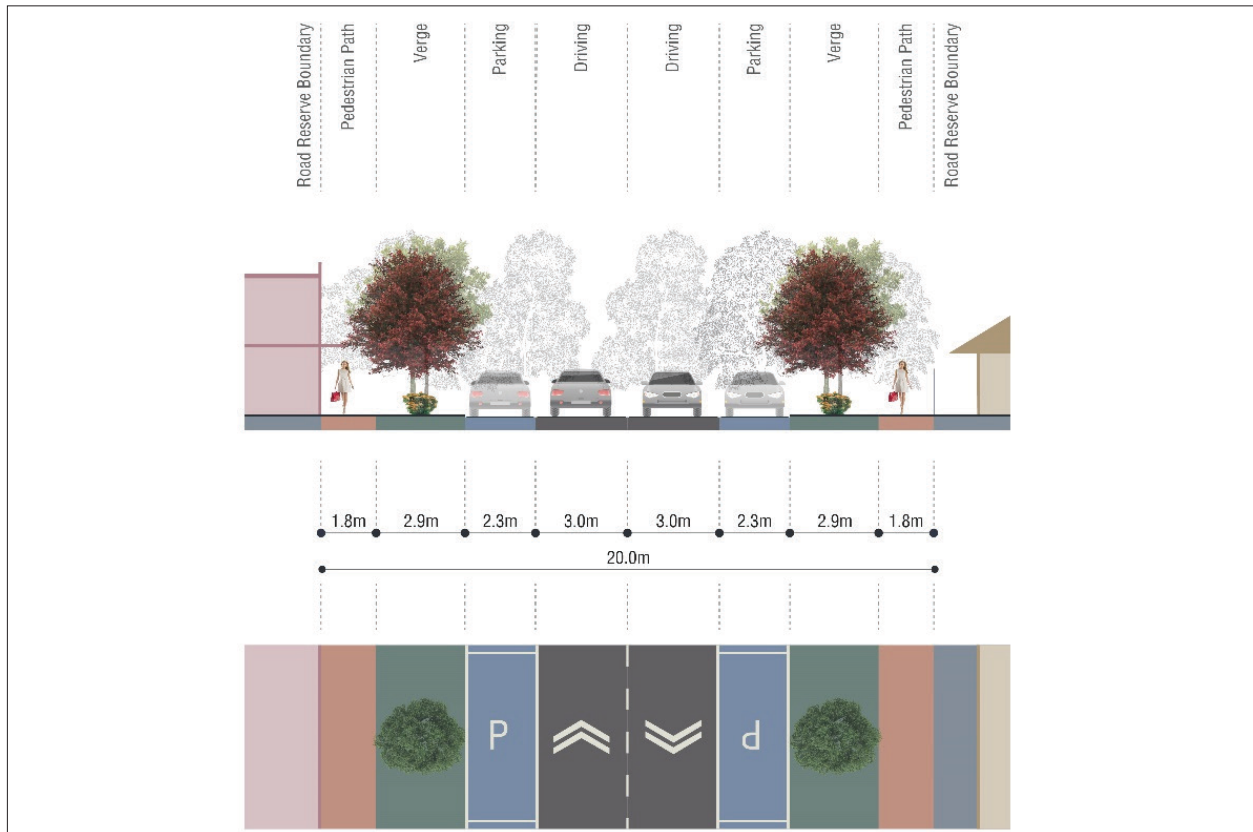 Road Reserve Boundary
Pedestrian Path
Verge
Parking
Driving
Driving
Parking
Verge
Pedestrian Path
Road Reserve Boundary
1.8m
2.9m
2.3m
3.0m
3.0m
2.3m
2.9m
1.8m
20.0m
P
P